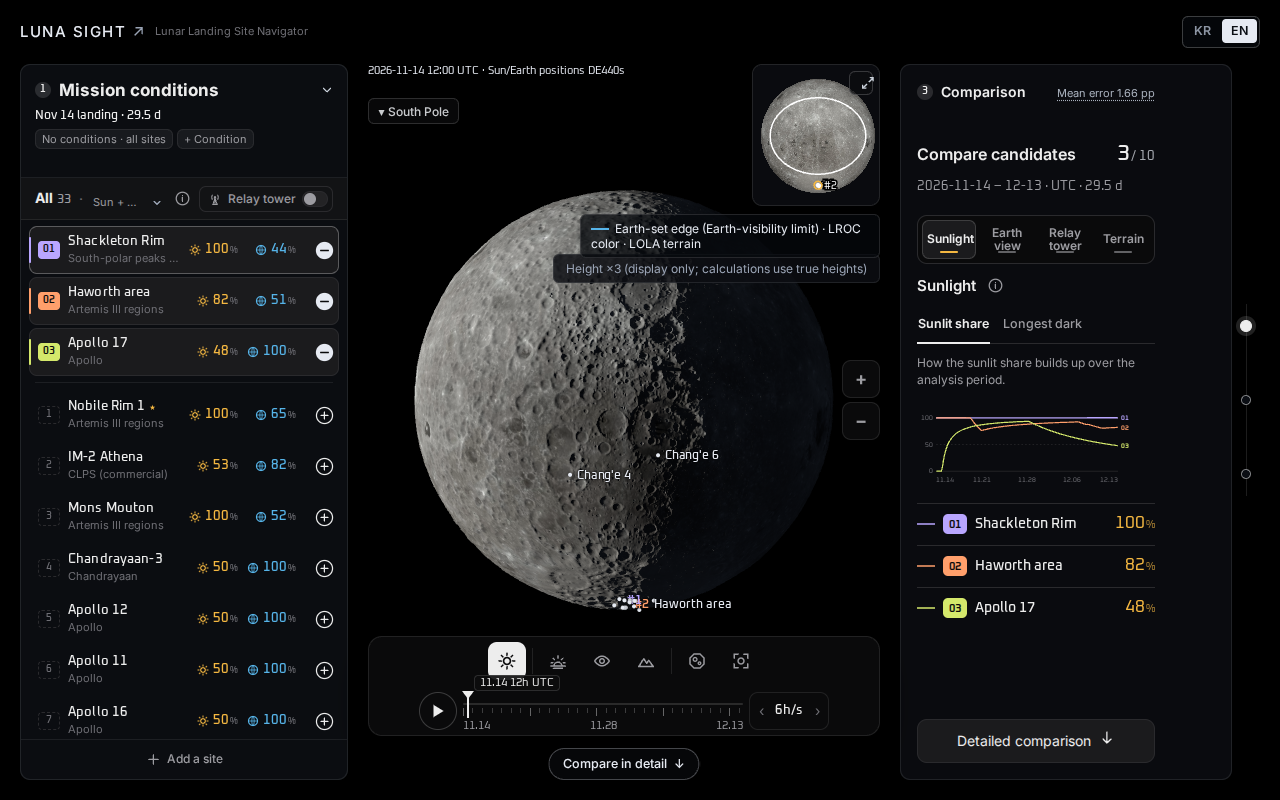 LUNA SIGHT ↗ Lunar Landing Site Navigator
KR EN
1 Mission conditions
Nov 14 landing · 29.5 d
No conditions · all sites + Condition
All 33 · Sun + ... Relay tower
01 Shackleton Rim 100% 44%
South-polar peaks ...
02 Haworth area 82% 51%
Artemis III regions
03 Apollo 17 48% 100%
Apollo
1 Nobile Rim 1 ★ 100% 65%
Artemis III regions
2 IM-2 Athena 53% 82%
CLPS (commercial)
3 Mons Mouton 100% 52%
Artemis III regions
4 Chandrayaan-3 50% 100%
Chandrayaan
5 Apollo 12 50% 100%
Apollo
6 Apollo 11 50% 100%
Apollo
7 Apollo 16 50% 100%
Apollo
+ Add a site
2026-11-14 12:00 UTC · Sun/Earth positions DE440s
▾ South Pole
#2
Earth-set edge (Earth-visibility limit) · LROC
color · LOLA terrain
Height ×3 (display only; calculations use true heights)
+
−
Chang'e 6
Chang'e 4
#1
#2 Haworth area
11.14 12h UTC
11.14 11.28 12.13
‹ 6h/s ›
Compare in detail ↓
3 Comparison Mean error 1.66 pp
Compare candidates 3 / 10
2026-11-14 – 12-13 · UTC · 29.5 d
Sunlight Earth view Relay tower Terrain
Sunlight
Sunlit share Longest dark
How the sunlit share builds up over the
analysis period.
100 01
02
50 03
0
11.14 11.21 11.28 12.06 12.13
01 Shackleton Rim 100%
02 Haworth area 82%
03 Apollo 17 48%
Detailed comparison ↓